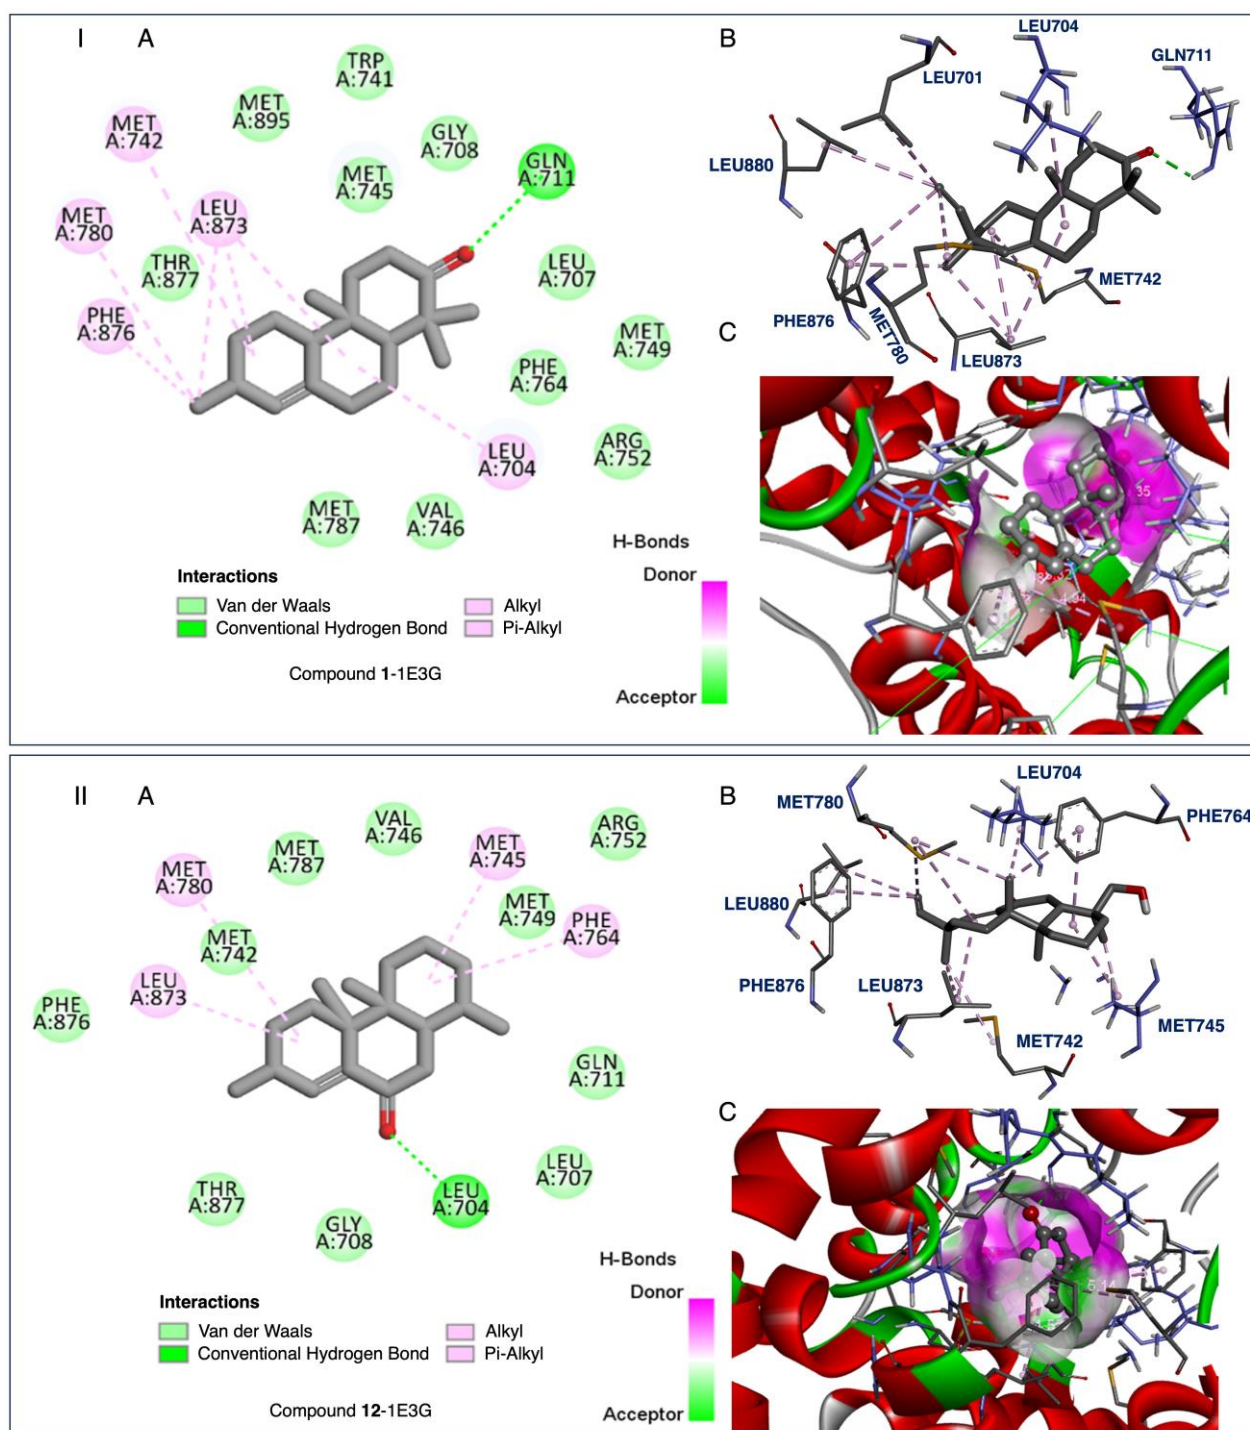 I A
TRP
A:741
MET
A:895
MET
A:742
GLY
A:708
MET
A:745
GLN
A:711
LEU
A:873
MET
A:780
THR
A:877
LEU
A:707
PHE
A:876
MET
A:749
PHE
A:764
ARG
A:752
LEU
A:704
MET
A:787
VAL
A:746
Interactions
Van der Waals
Conventional Hydrogen Bond
Alkyl
Pi-Alkyl
Compound 1-1E3G
H-Bonds
Donor
Acceptor
B
LEU704
LEU701
GLN711
LEU880
MET742
PHE876
MET780
LEU873
C
35
4.94
II A
VAL
A:746
ARG
A:752
MET
A:787
MET
A:745
MET
A:780
MET
A:749
PHE
A:764
MET
A:742
LEU
A:873
PHE
A:876
GLN
A:711
LEU
A:707
THR
A:877
LEU
A:704
GLY
A:708
Interactions
Van der Waals
Conventional Hydrogen Bond
Alkyl
Pi-Alkyl
Compound 12-1E3G
H-Bonds
Donor
Acceptor
B
LEU704
MET780
PHE764
LEU880
PHE876
LEU873
MET742
MET745
C
5.14